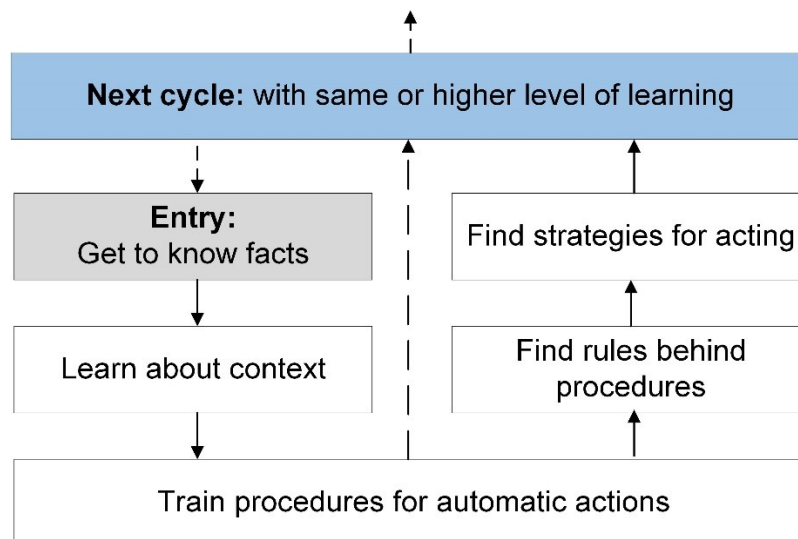 Next cycle: with same or higher level of learning
Entry:
Get to know facts
Find strategies for acting
Learn about context
Find rules behind
procedures
Train procedures for automatic actions